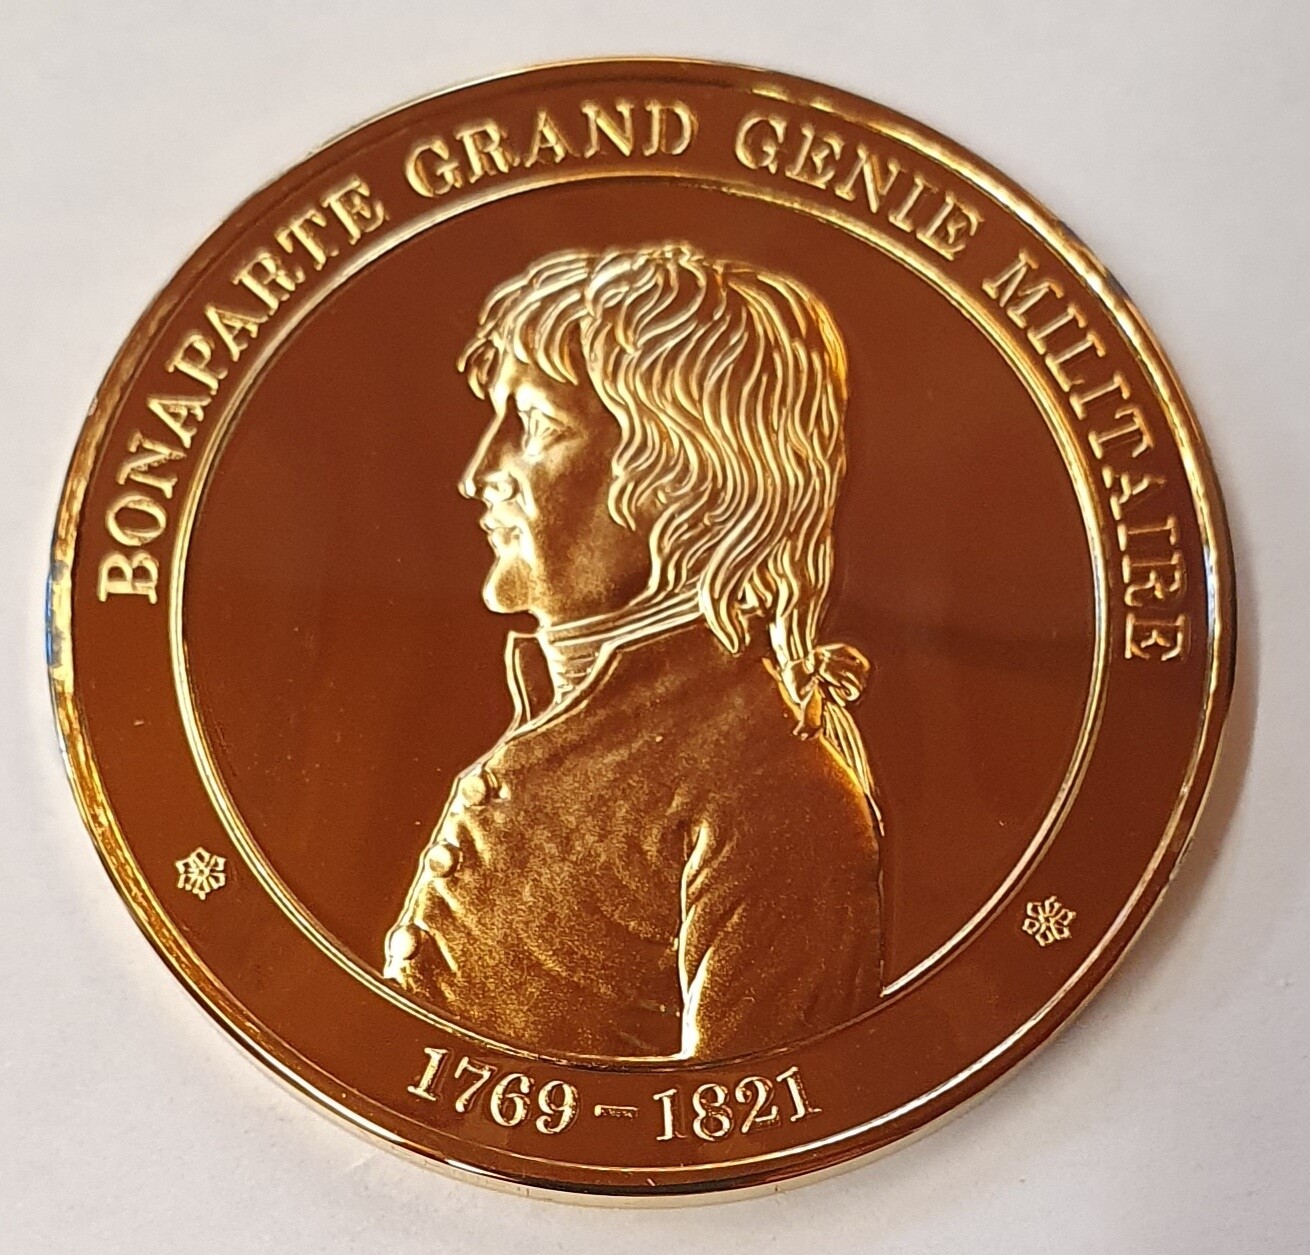 BONAPARTE GRAND GENIE MILITAIRE
1769-1821